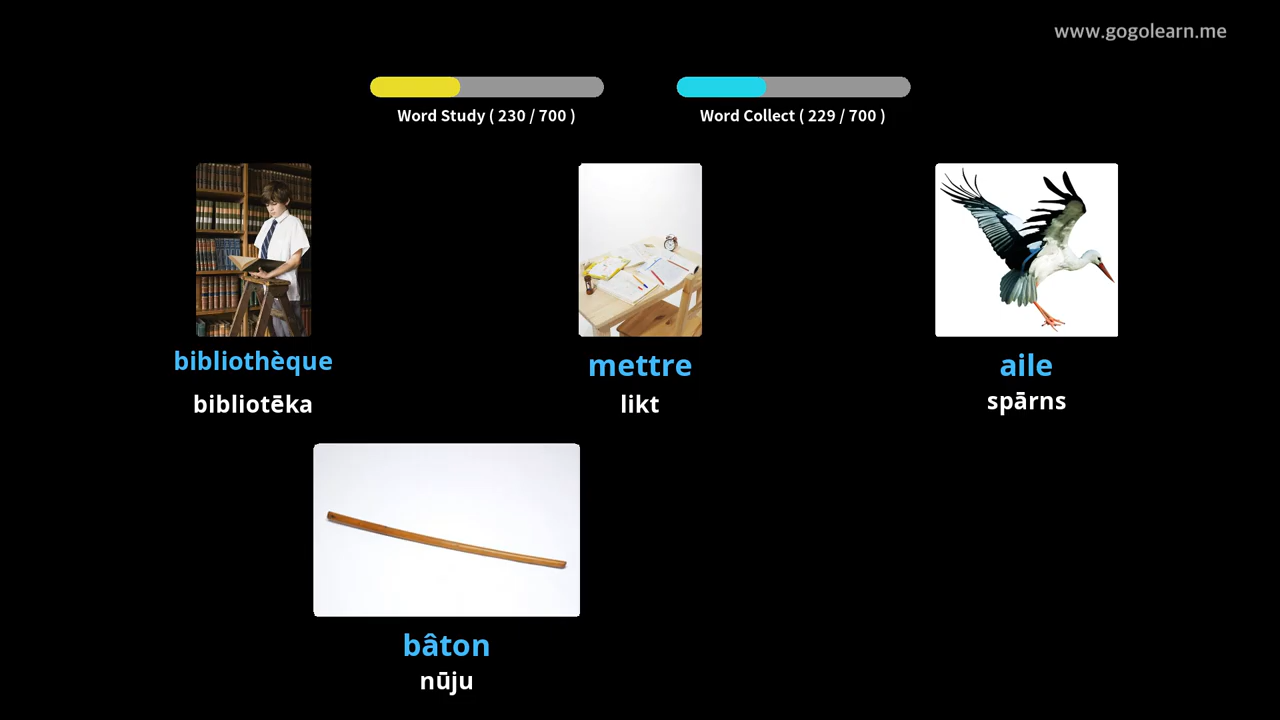 www.gogolearn.me
Word Study ( 230 / 700 )
Word Collect ( 229 / 700 )
bibliothèque
bibliotēka
mettre
likt
aile
spārns
bâton
nūju